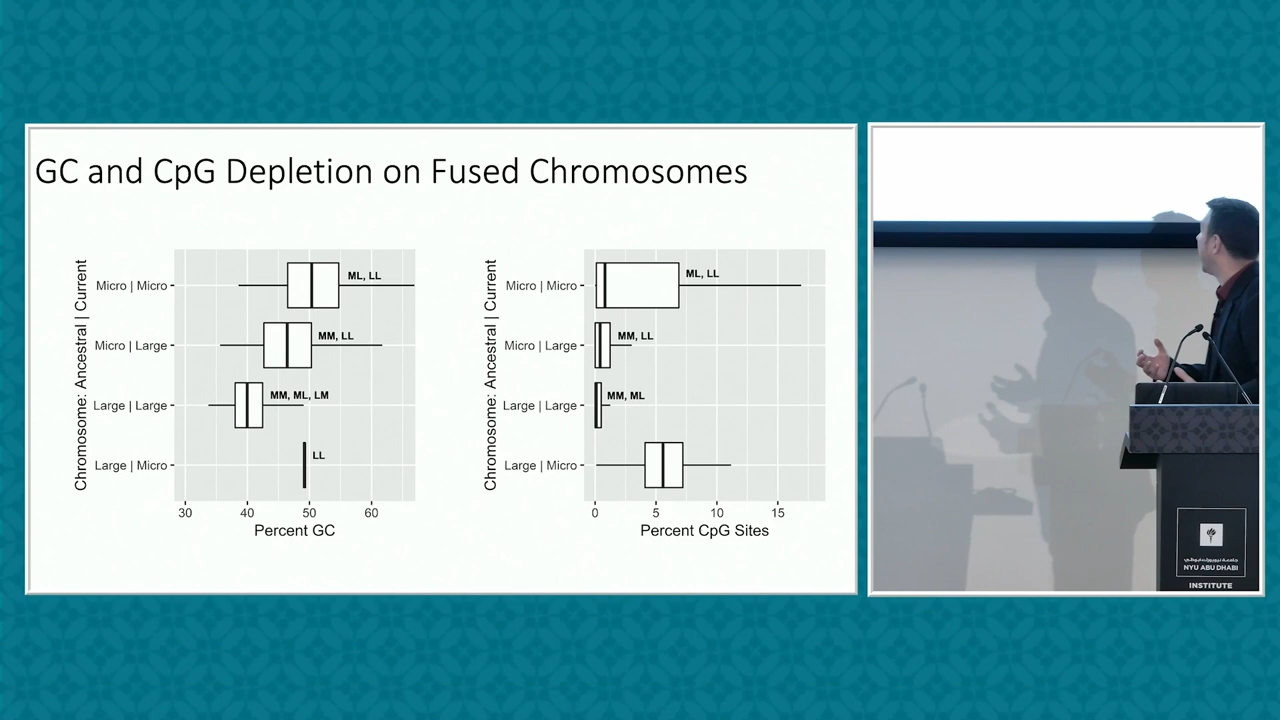 GC and CpG Depletion on Fused Chromosomes
Chromosome: Ancestral | Current
Micro | Micro
ML, LL
Micro | Large
MM, LL
Large | Large
MM, ML, LM
Large | Micro
LL
30 40 50 60
Percent GC
Chromosome: Ancestral | Current
Micro | Micro
ML, LL
Micro | Large
MM, LL
Large | Large
MM, ML
Large | Micro
0 5 10 15
Percent CpG Sites
جامعة نيويورك أبوظبي
NYU ABU DHABI
INSTITUTE